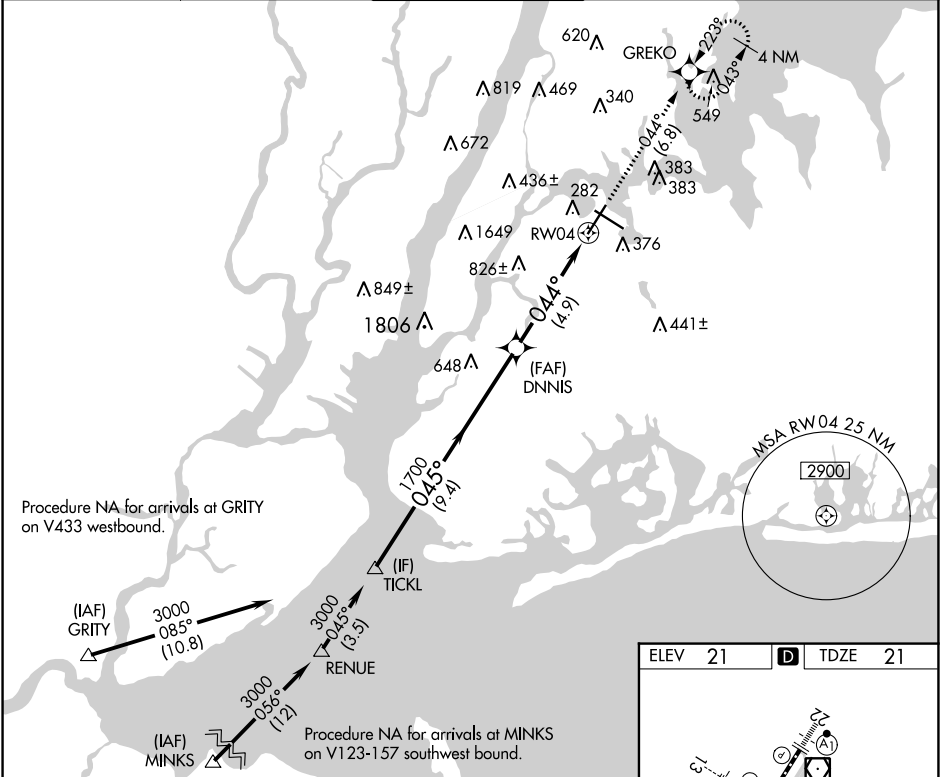 620
GREKO
223°
4 NM
043°
549
819
469
340
672
044°
(6.8)
383
383
436±
282
RW04
376
1649
826±
849±
1806
044°
(4.9)
441±
648
(FAF)
DNNIS
MSA RW04 25 NM
2900
1700
045°
(9.4)
Procedure NA for arrivals at GRITY
on V433 westbound.
(IF)
TICKL
(IAF)
GRITY
3000
085°
(10.8)
3000
045°
(3.5)
RENUE
3000
056°
(12)
(IAF)
MINKS
Procedure NA for arrivals at MINKS
on V123-157 southwest bound.
ELEV 21
D
TDZE 21
22
A1
P
13